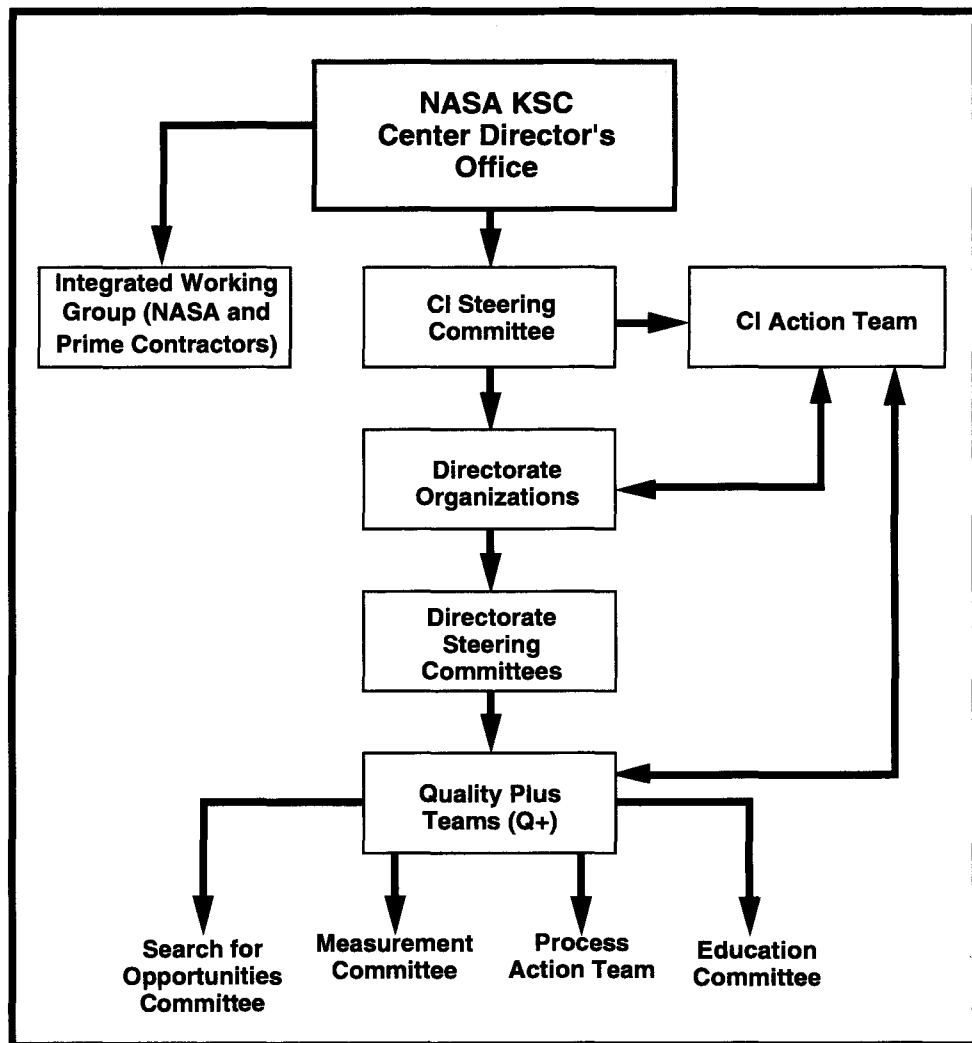 NASA KSC
Center Director's
Office
Integrated Working
Group (NASA and
Prime Contractors)
CI Steering
Committee
CI Action Team
Directorate
Organizations
Directorate
Steering
Committees
Quality Plus
Teams (Q+)
Search for
Opportunities
Committee
Measurement
Committee
Process
Action Team
Education
Committee